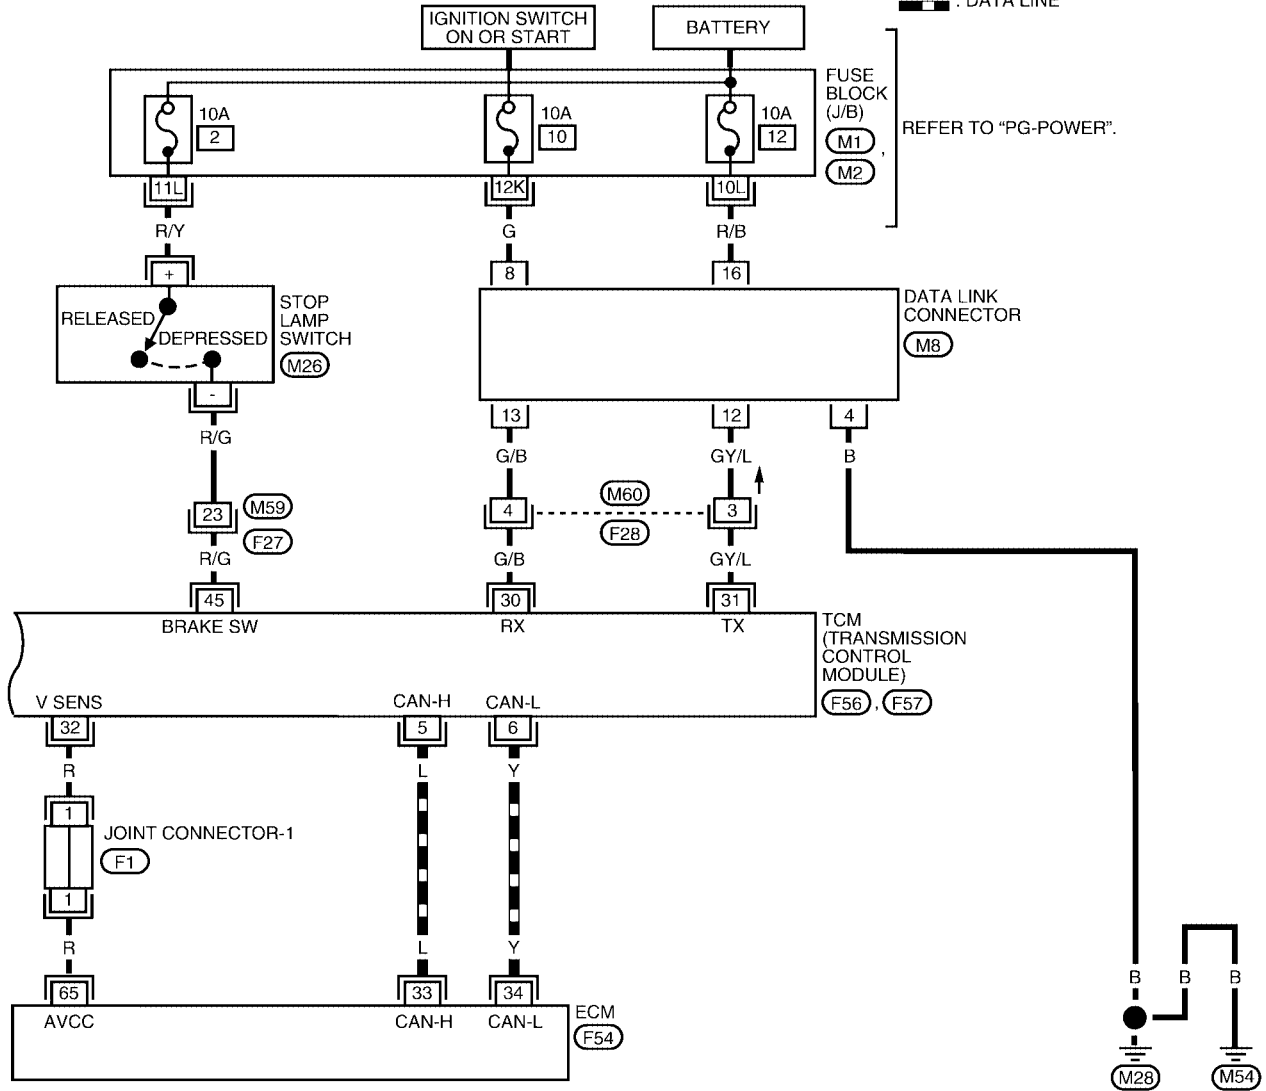 : DATA LINE
IGNITION SWITCH
ON OR START
BATTERY
FUSE
BLOCK
(J/B)
M1
,
M2
REFER TO “PG-POWER”.
10A
2
10A
10
10A
12
11L
12K
10L
R/Y
G
R/B
+
8
16
RELEASED
DEPRESSED
STOP
LAMP
SWITCH
M26
DATA LINK
CONNECTOR
M8
-
13
12
4
R/G
G/B
GY/L
B
23
M59
F27
4
M60
F28
3
R/G
G/B
GY/L
45
30
31
BRAKE SW
RX
TX
TCM
(TRANSMISSION
CONTROL
MODULE)
F56 , F57
V SENS
CAN-H
CAN-L
32
5
6
R
L
Y
1
JOINT CONNECTOR-1
F1
1
R
L
Y
B
B
B
65
33
34
AVCC
CAN-H
CAN-L
ECM
F54
M28
M54